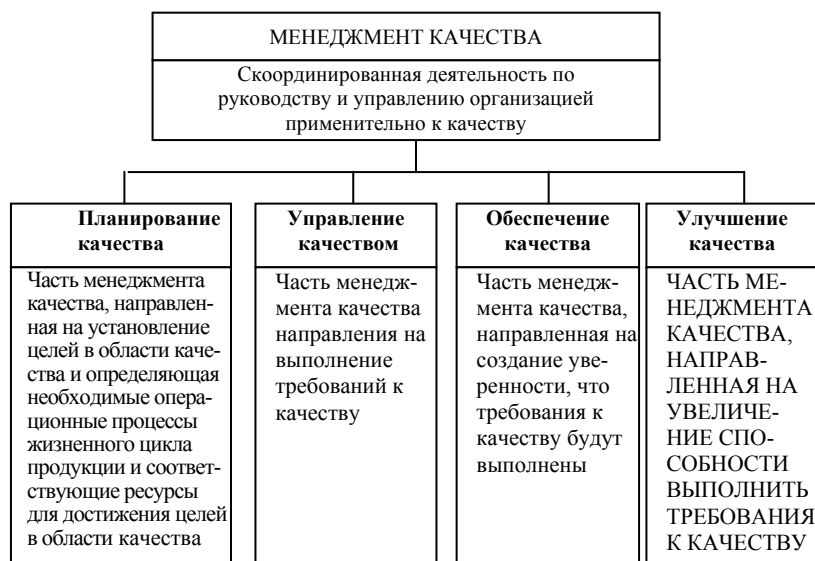 МЕНЕДЖМЕНТ КАЧЕСТВА
Скоординированная деятельность по
руководству и управлению организацией
применительно к качеству
Планирование
качества
Часть менеджмента
качества, направлен-
ная на установление
целей в области каче-
ства и определяющая
необходимые опера-
ционные процессы
жизненного цикла
продукции и соответ-
ствующие ресурсы
для достижения целей
в области качества
Управление
качеством
Часть менедж-
мента качества
направления на
выполнение
требований к
качеству
Обеспечение
качества
Часть менедж-
мента качества,
направленная на
создание уве-
ренности, что
требования к
качеству будут
выполнены
Улучшение
качества
ЧАСТЬ МЕ-
НЕДЖМЕНТА
КАЧЕСТВА,
НАПРАВ-
ЛЕННАЯ НА
УВЕЛИЧЕ-
НИЕ СПО-
СОБНОСТИ
ВЫПОЛНИТЬ
ТРЕБОВАНИЯ
К КАЧЕСТВУ